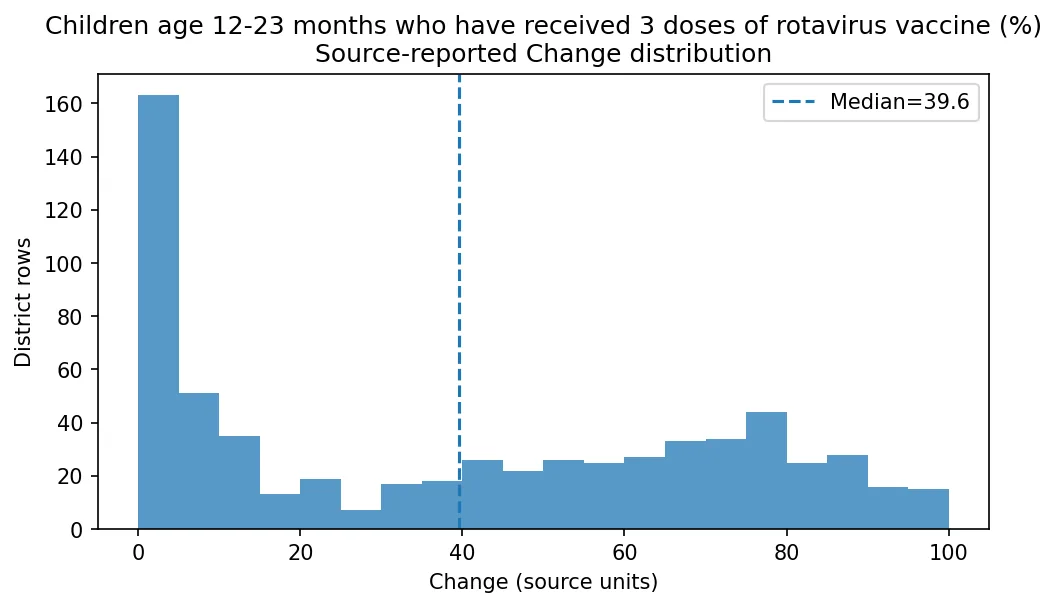 Children age 12-23 months who have received 3 doses of rotavirus vaccine (%)
Source-reported Change distribution
Median=39.6
160
140
120
100
80
60
40
20
0
District rows
0 20 40 60 80 100
Change (source units)